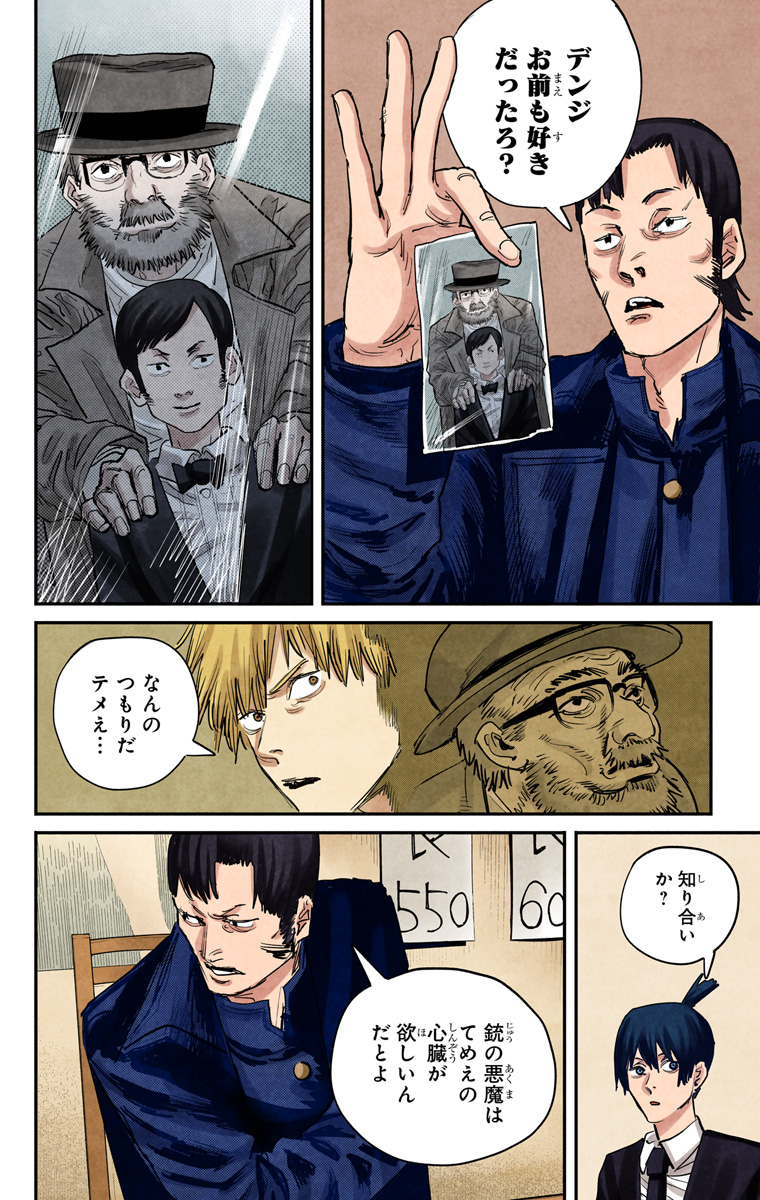 デンジ
お前も好き
だったろ？
なんの
つもりだ
テメえ…
知り合い
か？
550
60
銃の悪魔は
てめえの
心臓が
欲しいん
だとよ